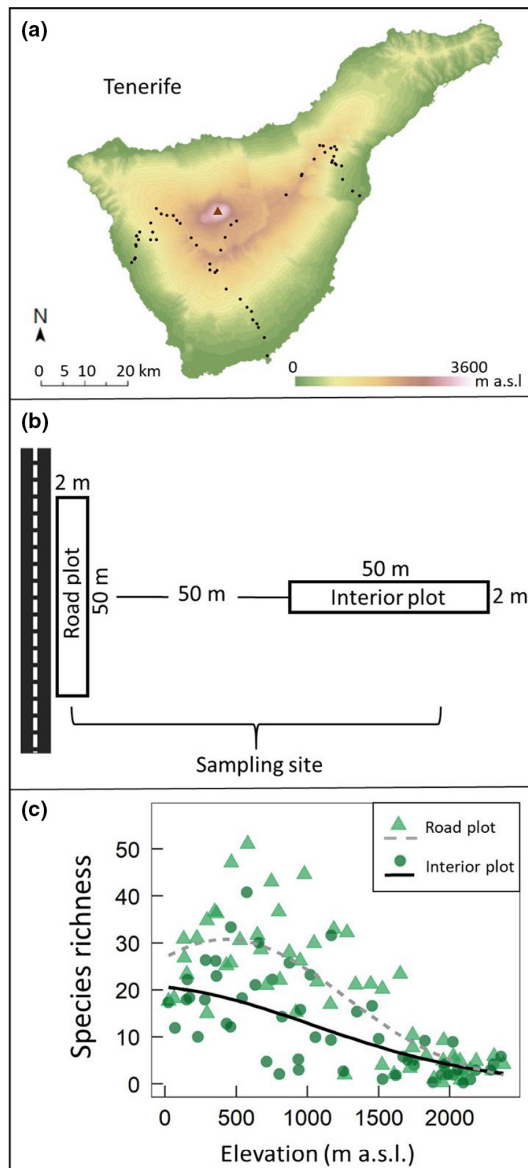 (a)
Tenerife
N
0 5 10 20 km
0 3600
m a.s.l
(b)
2 m
Road plot
50 m
50 m
50 m
Interior plot
2 m
Sampling site
(c)
Road plot
Interior plot
Species richness
50
40
30
20
10
0
0 500 1000 1500 2000
Elevation (m a.s.l.)